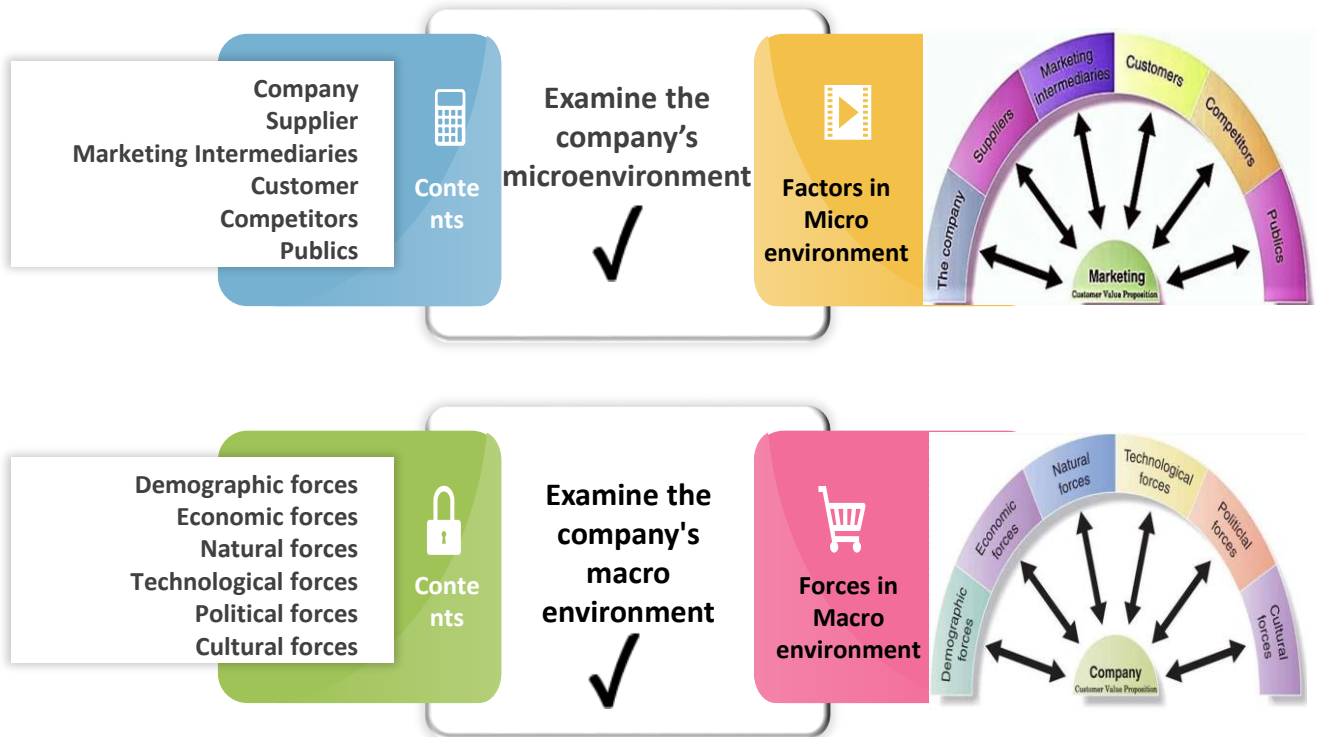 Company
Supplier
Marketing Intermediaries
Customer
Competitors
Publics
Conte
nts
Examine the
company’s
microenvironment
Factors in
Micro
environment
The company
Suppliers
Marketing
intermediaries
Customers
Competitors
Publics
Marketing
Customer Value Proposition
Demographic forces
Economic forces
Natural forces
Technological forces
Political forces
Cultural forces
Conte
nts
Examine the
company's
macro
environment
Forces in
Macro
environment
Demographic
forces
Economic
forces
Natural
forces
Technological
forces
Politicial
forces
Cultural
forces
Company
Customer Value Proposition